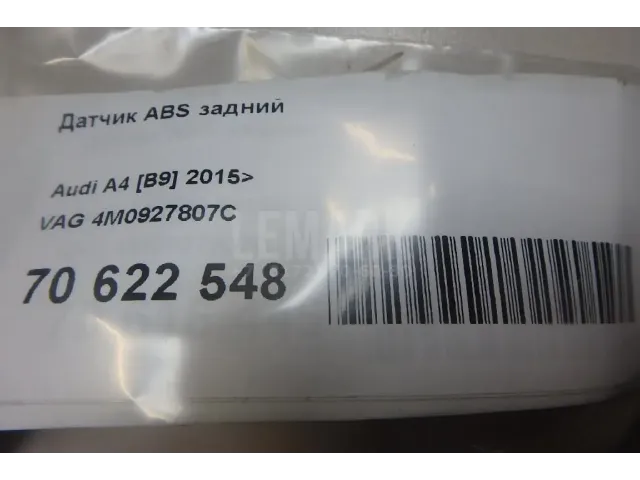 Датчик ABS задний
Audi A4 [B9] 2015>
VAG 4M0927807C
70 622 548